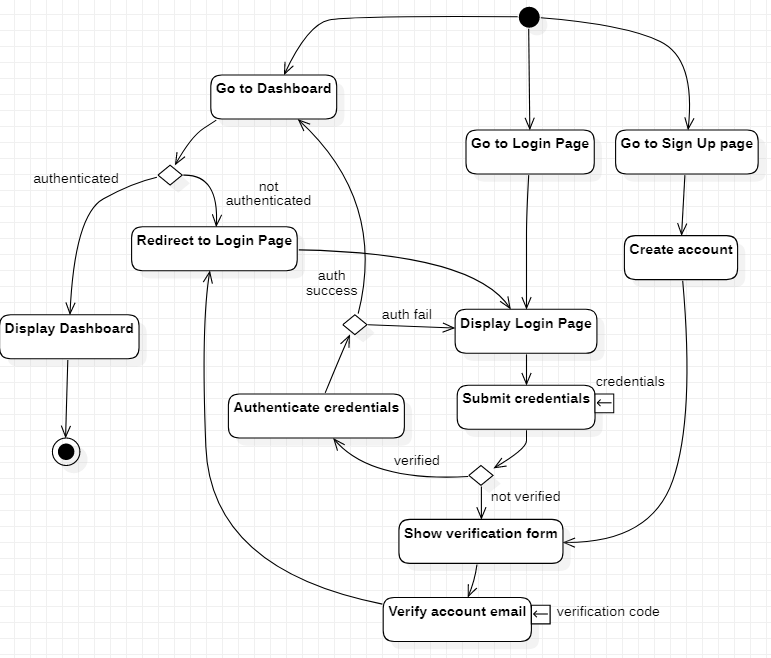 Go to Dashboard
Go to Login Page
Go to Sign Up page
authenticated
not
authenticated
Redirect to Login Page
Create account
auth
success
auth fail
Display Dashboard
Display Login Page
credentials
Submit credentials
Authenticate credentials
verified
not verified
Show verification form
Verify account email
verification code